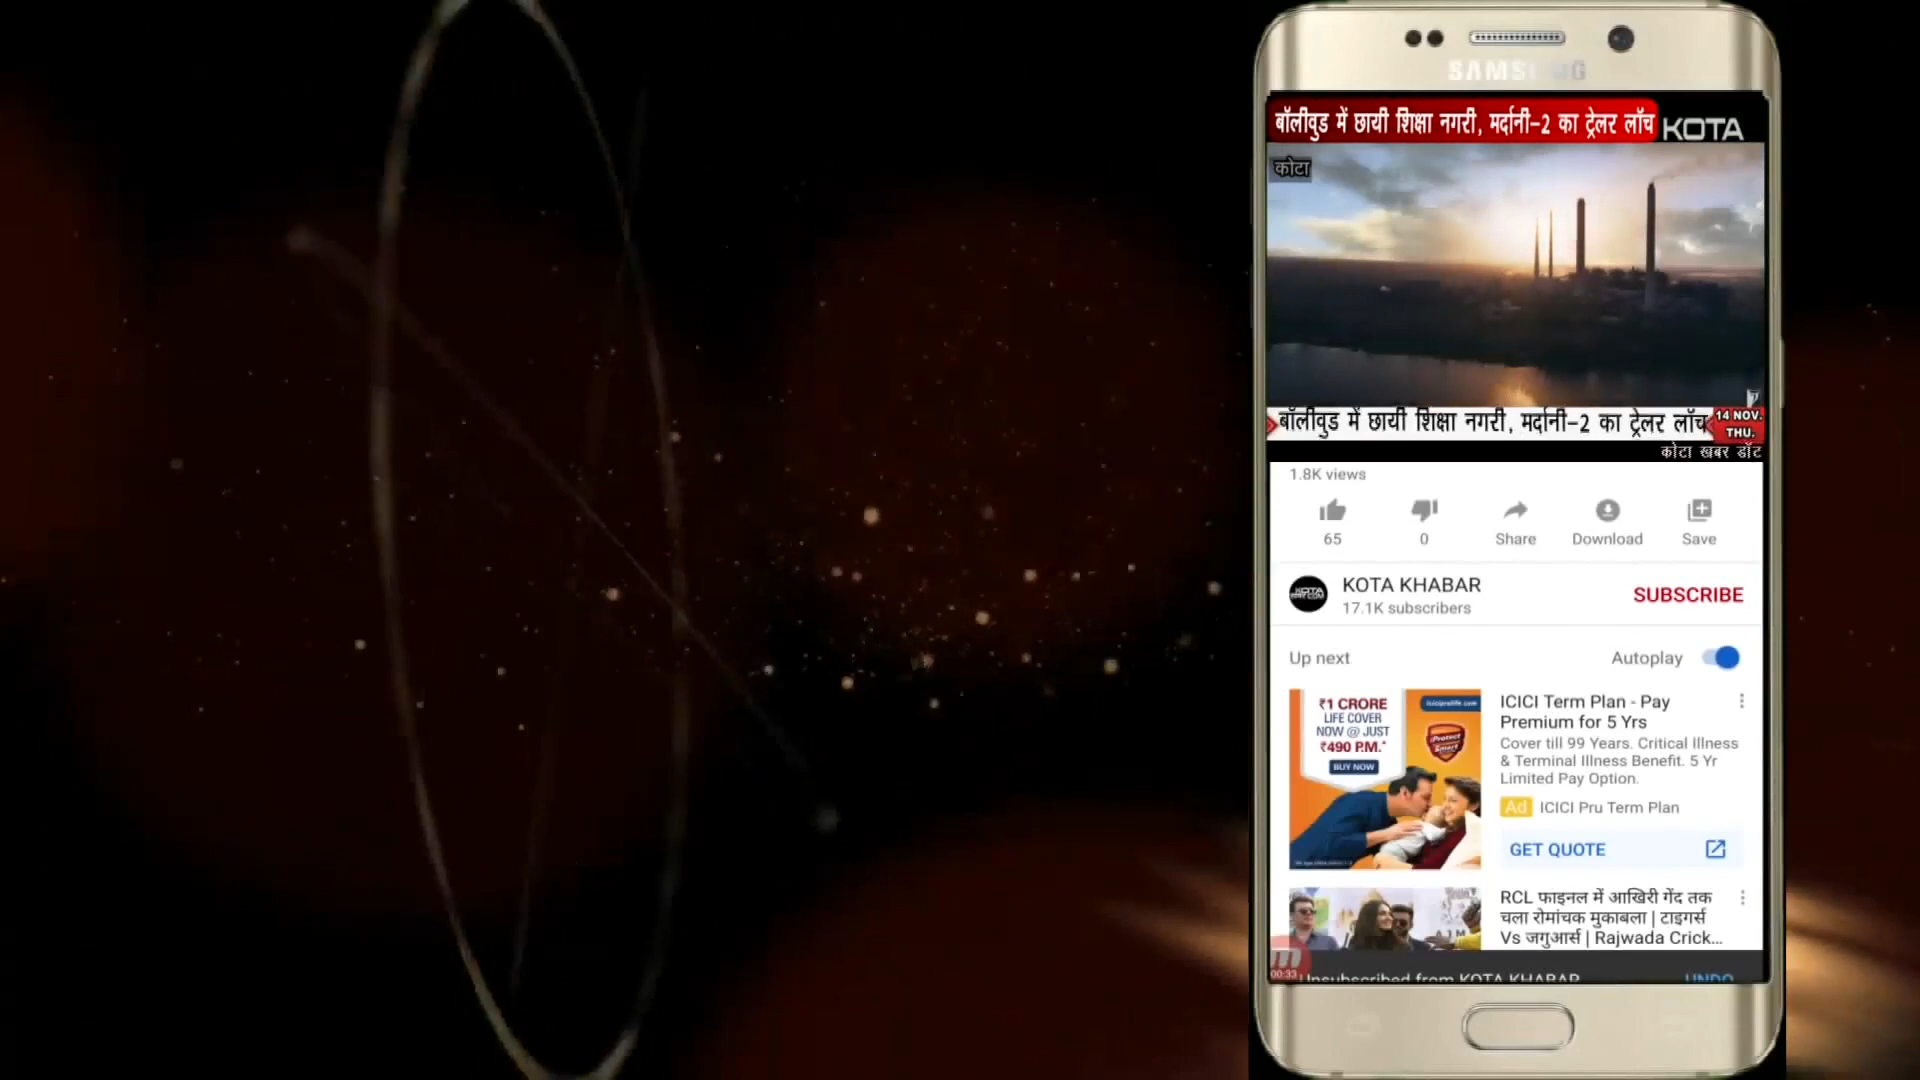 SAMSUNG
बॉलीवुड में छायी शिक्षा नगरी, मर्दानी-2 का ट्रेलर लॉच
KOTA
कोटा
बॉलीवुड में छायी शिक्षा नगरी, मर्दानी-2 का ट्रेलर लॉच
14 NOV.
THU.
कोटा खबर डॉट
1.8K views
65
0
Share
Download
Save
KOTA KHABAR
17.1K subscribers
SUBSCRIBE
Up next
Autoplay
₹1 CRORE
LIFE COVER
NOW @ JUST
₹490 P.M.*
BUY NOW
iciciprulife.com
iProtect
Smart
ICICI Term Plan - Pay
Premium for 5 Yrs
Cover till 99 Years. Critical Illness
& Terminal Illness Benefit. 5 Yr
Limited Pay Option.
Ad ICICI Pru Term Plan
GET QUOTE
RCL फाइनल में आखिरी गेंद तक
चला रोमांचक मुकाबला | टाइगर्स
Vs जगुआर्स | Rajwada Crick...
00:33
Unsubscribed from KOTA KHABAR
UNDO